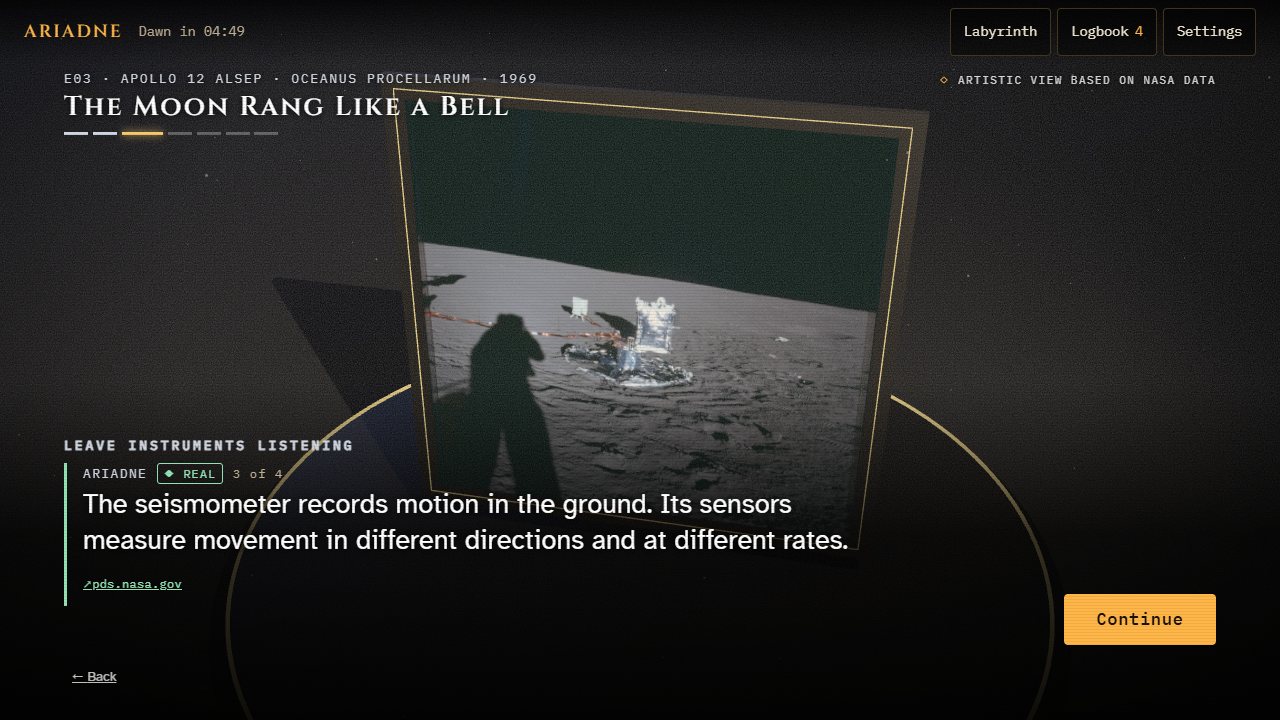 ARIADNE Dawn in 04:49
Labyrinth Logbook 4 Settings
E03 · APOLLO 12 ALSEP · OCEANUS PROCELLARUM · 1969
◇ ARTISTIC VIEW BASED ON NASA DATA
The Moon Rang Like a Bell
LEAVE INSTRUMENTS LISTENING
ARIADNE ◆ REAL 3 of 4
The seismometer records motion in the ground. Its sensors
measure movement in different directions and at different rates.
↗pds.nasa.gov
Continue
← Back